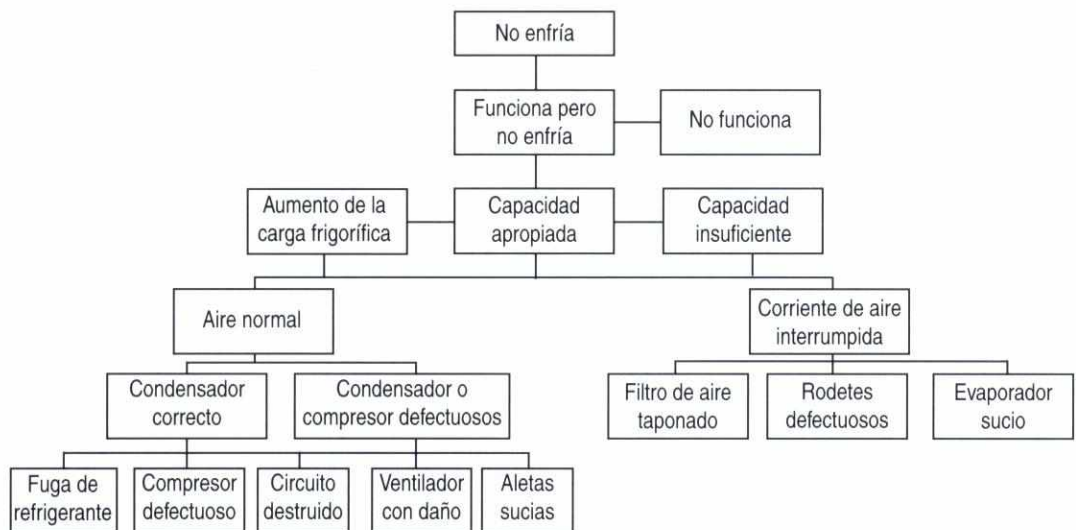 No enfría
Funciona pero
no enfría
No funciona
Aumento de la
carga frigorífica
Capacidad
apropiada
Capacidad
insuficiente
Aire normal
Corriente de aire
interrumpida
Condensador
correcto
Condensador o
compresor defectuosos
Filtro de aire
taponado
Rodetes
defectuosos
Evaporador
sucio
Fuga de
refrigerante
Compresor
defectuoso
Circuito
destruido
Ventilador
con daño
Aletas
sucias